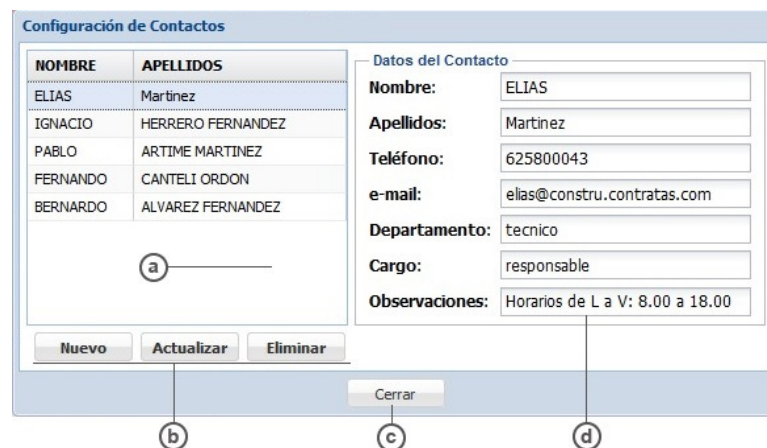 Configuración de Contactos
NOMBRE APELLIDOS
ELIAS Martinez
IGNACIO HERRERO FERNANDEZ
PABLO ARTIME MARTINEZ
FERNANDO CANTELI ORDON
BERNARDO ALVAREZ FERNANDEZ
a
Nuevo Actualizar Eliminar
Datos del Contacto
Nombre: ELIAS
Apellidos: Martinez
Teléfono: 625800043
e-mail: elias@constru.contratas.com
Departamento: tecnico
Cargo: responsable
Observaciones: Horarios de L a V: 8.00 a 18.00
Cerrar
b c d